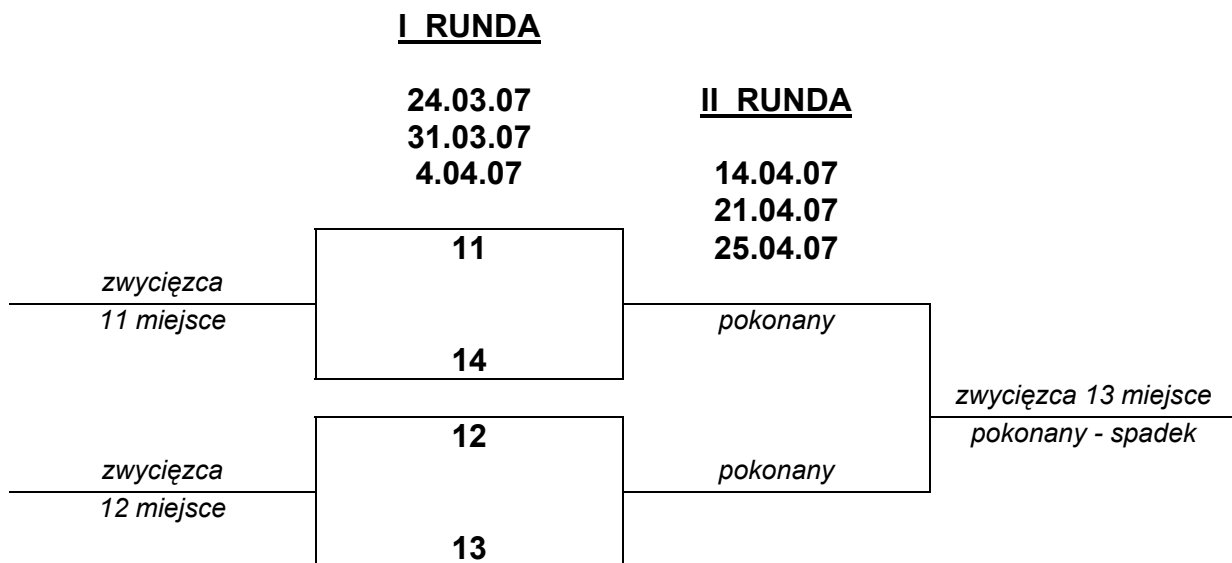 I RUNDA
24.03.07
31.03.07
4.04.07
II RUNDA
14.04.07
21.04.07
25.04.07
11
zwycięzca
11 miejsce
pokonany
14
zwycięzca 13 miejsce
pokonany - spadek
12
zwycięzca
12 miejsce
pokonany
13